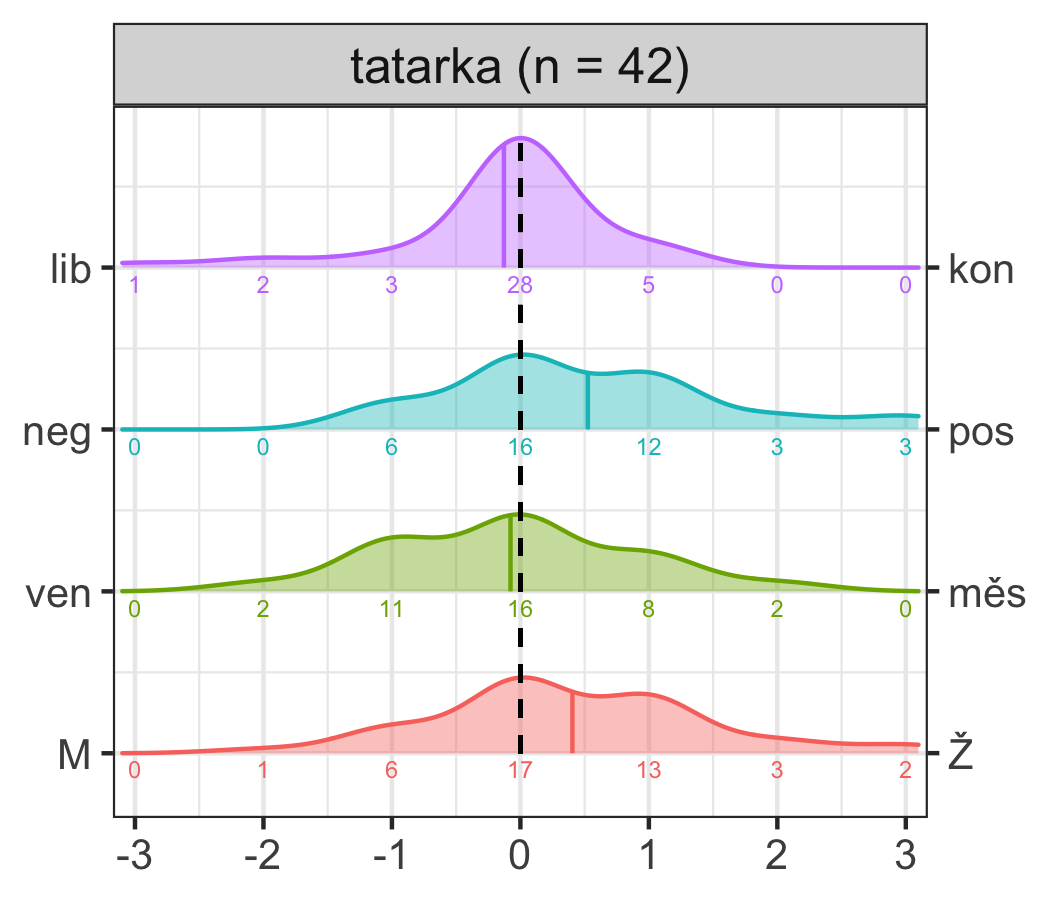 tatarka (n = 42)
lib kon
1 2 3 28 5 0 0
neg pos
0 0 6 16 12 3 3
ven měs
0 2 11 16 8 2 0
M Ž
0 1 6 17 13 3 2
-3 -2 -1 0 1 2 3